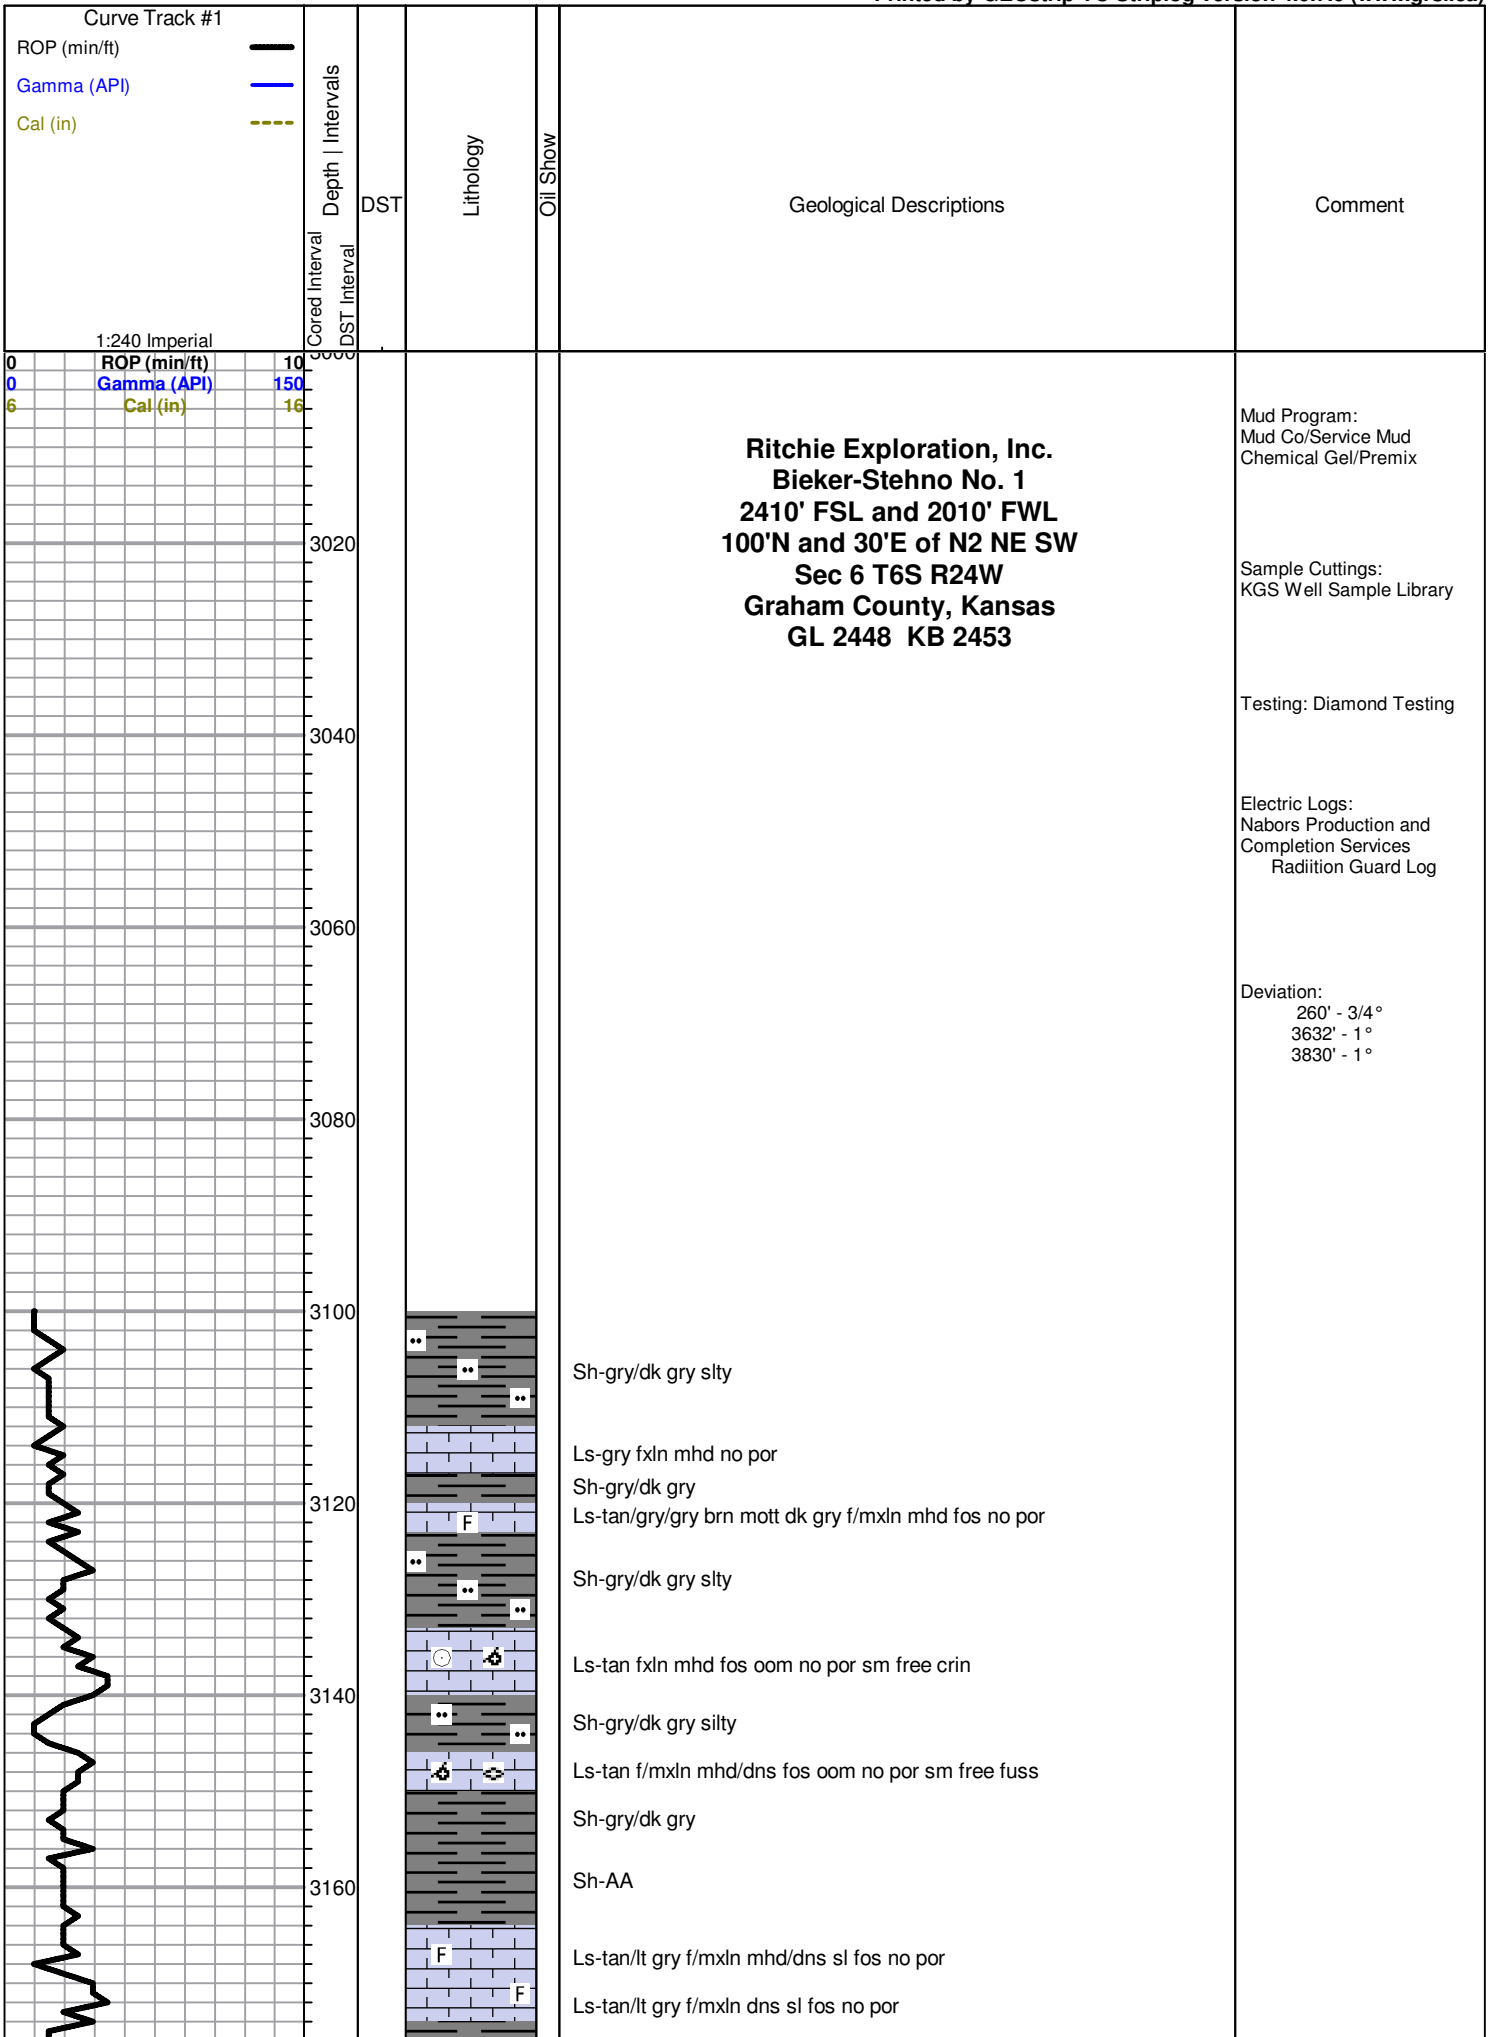 Curve Track #1
ROP (min/ft)
Gamma (API)
Cal (in)
1:240 Imperial
Depth | Intervals
Cored Interval
DST Interval
DST
Lithology
Oil Show
Geological Descriptions
Comment
0 ROP (min/ft) 10
0 Gamma (API) 150
6 Cal (in) 16
Ritchie Exploration, Inc.
Bieker-Stehno No. 1
2410' FSL and 2010' FWL
100'N and 30'E of N2 NE SW
Sec 6 T6S R24W
Graham County, Kansas
GL 2448 KB 2453
Mud Program:
Mud Co/Service Mud
Chemical Gel/Premix
Sample Cuttings:
KGS Well Sample Library
Testing: Diamond Testing
Electric Logs:
Nabors Production and
Completion Services
Radiition Guard Log
Deviation:
260' - 3/4°
3632' - 1°
3830' - 1°
3000
3020
3040
3060
3080
3100
Sh-gry/dk gry slty
Ls-gry fxln mhd no por
Sh-gry/dk gry
3120
Ls-tan/gry/gry brn mott dk gry f/mxln mhd fos no por
F
Sh-gry/dk gry slty
Ls-tan fxln mhd fos oom no por sm free crin
3140
Sh-gry/dk gry silty
Ls-tan f/mxln mhd/dns fos oom no por sm free fuss
Sh-gry/dk gry
3160
Sh-AA
F
Ls-tan/lt gry f/mxln mhd/dns sl fos no por
F
Ls-tan/lt gry f/mxln dns sl fos no por